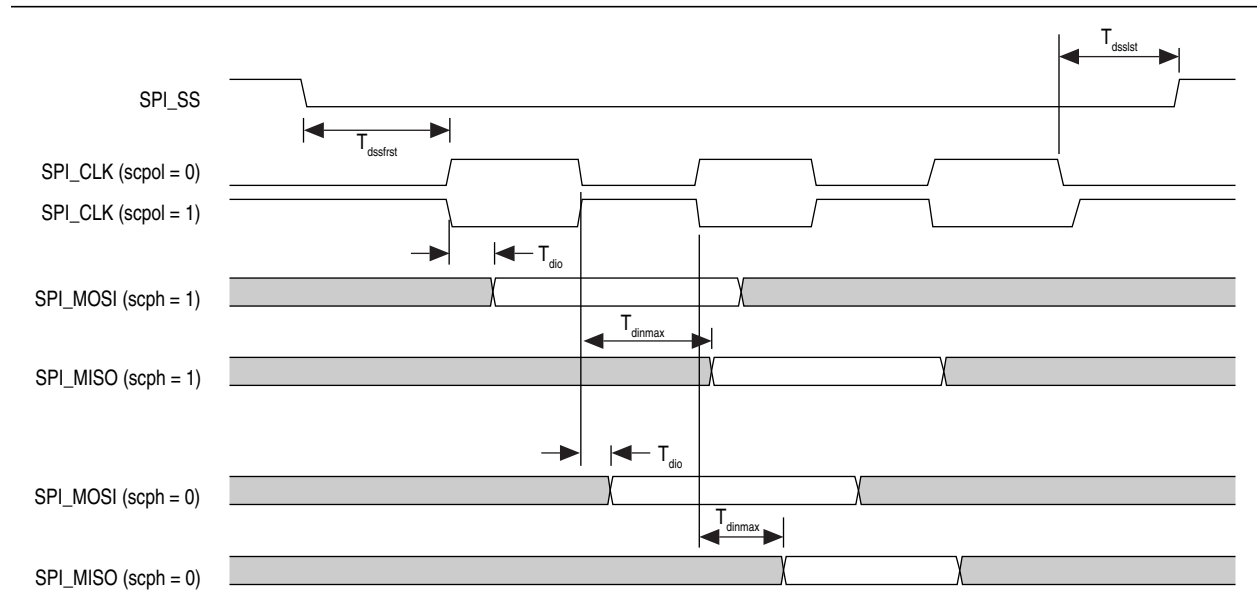 T_dsslst
SPI_SS
T_dssfrst
SPI_CLK (scpol = 0)
SPI_CLK (scpol = 1)
T_dio
SPI_MOSI (scph = 1)
T_dinmax
SPI_MISO (scph = 1)
T_dio
SPI_MOSI (scph = 0)
T_dinmax
SPI_MISO (scph = 0)